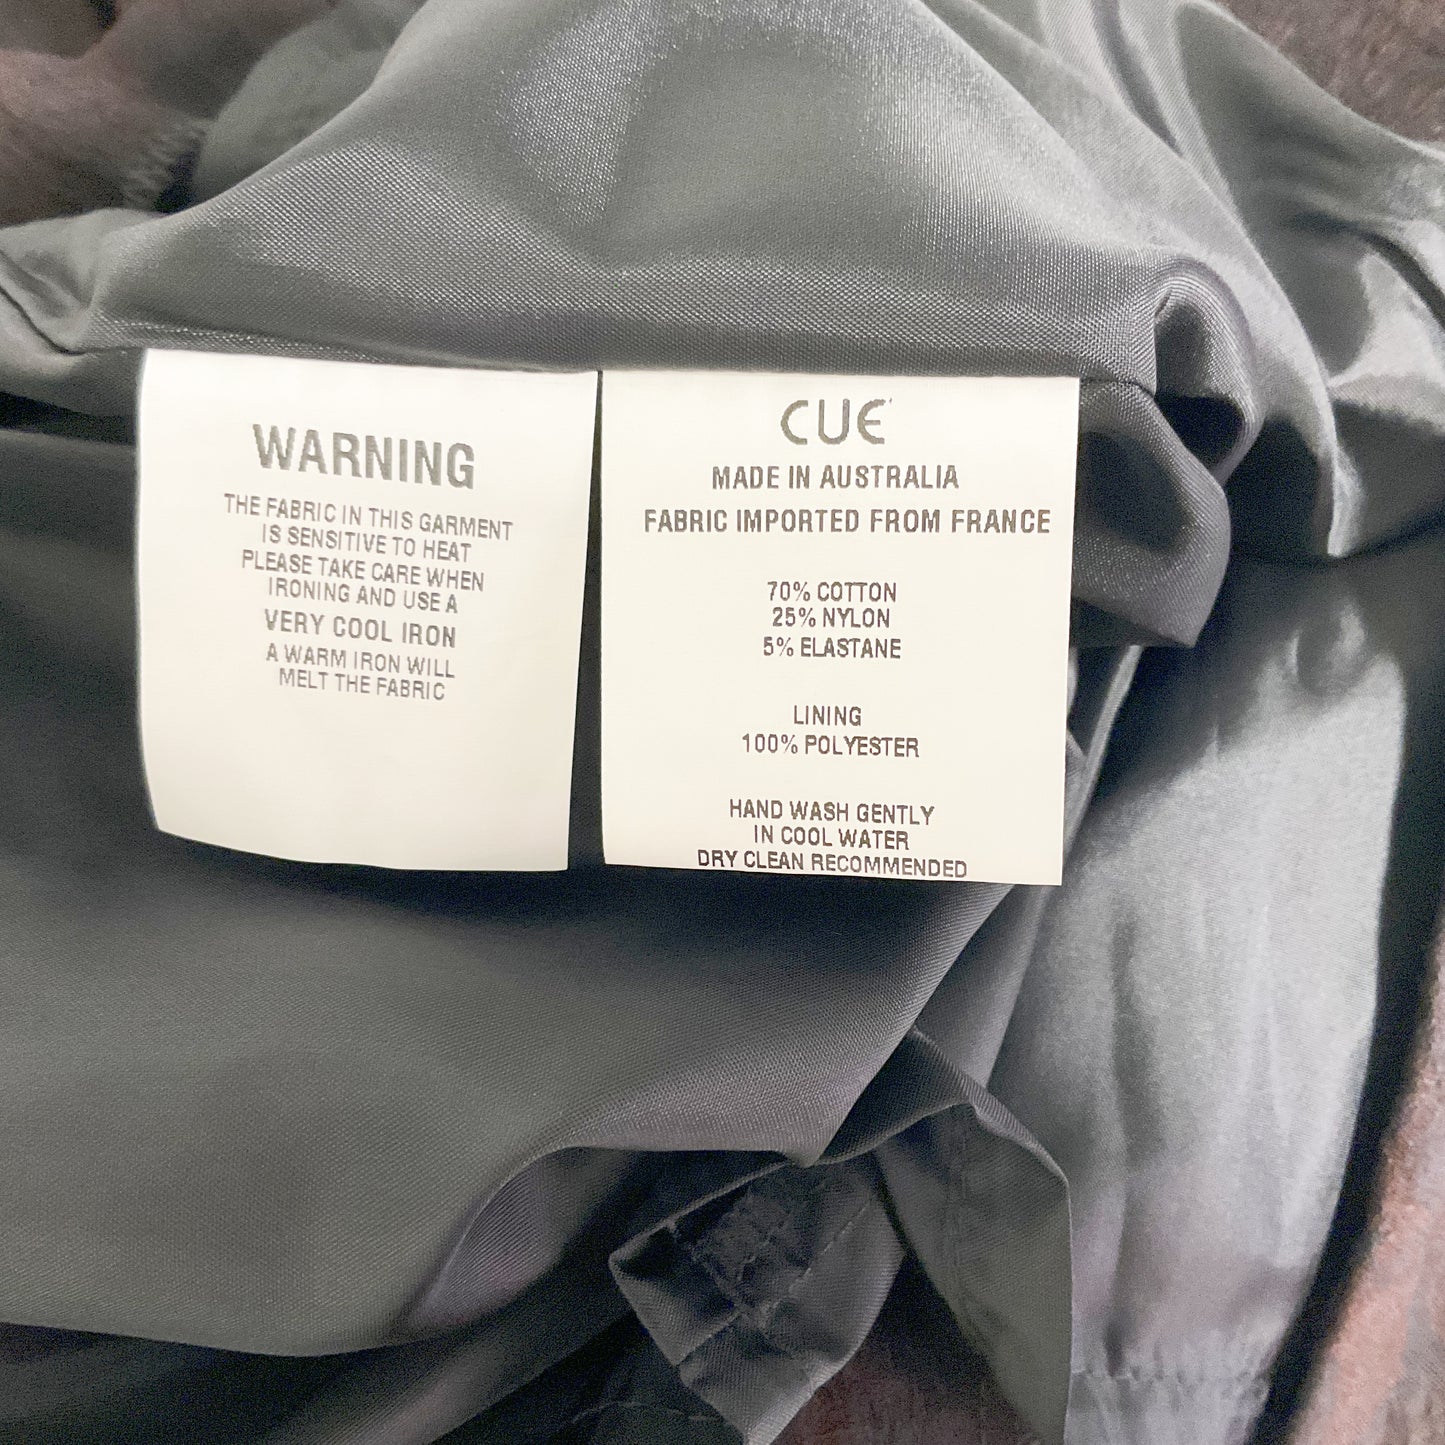 WARNING
THE FABRIC IN THIS GARMENT
IS SENSITIVE TO HEAT
PLEASE TAKE CARE WHEN
IRONING AND USE A
VERY COOL IRON
A WARM IRON WILL
MELT THE FABRIC
CUE
MADE IN AUSTRALIA
FABRIC IMPORTED FROM FRANCE
70% COTTON
25% NYLON
5% ELASTANE
LINING
100% POLYESTER
HAND WASH GENTLY
IN COOL WATER
DRY CLEAN RECOMMENDED